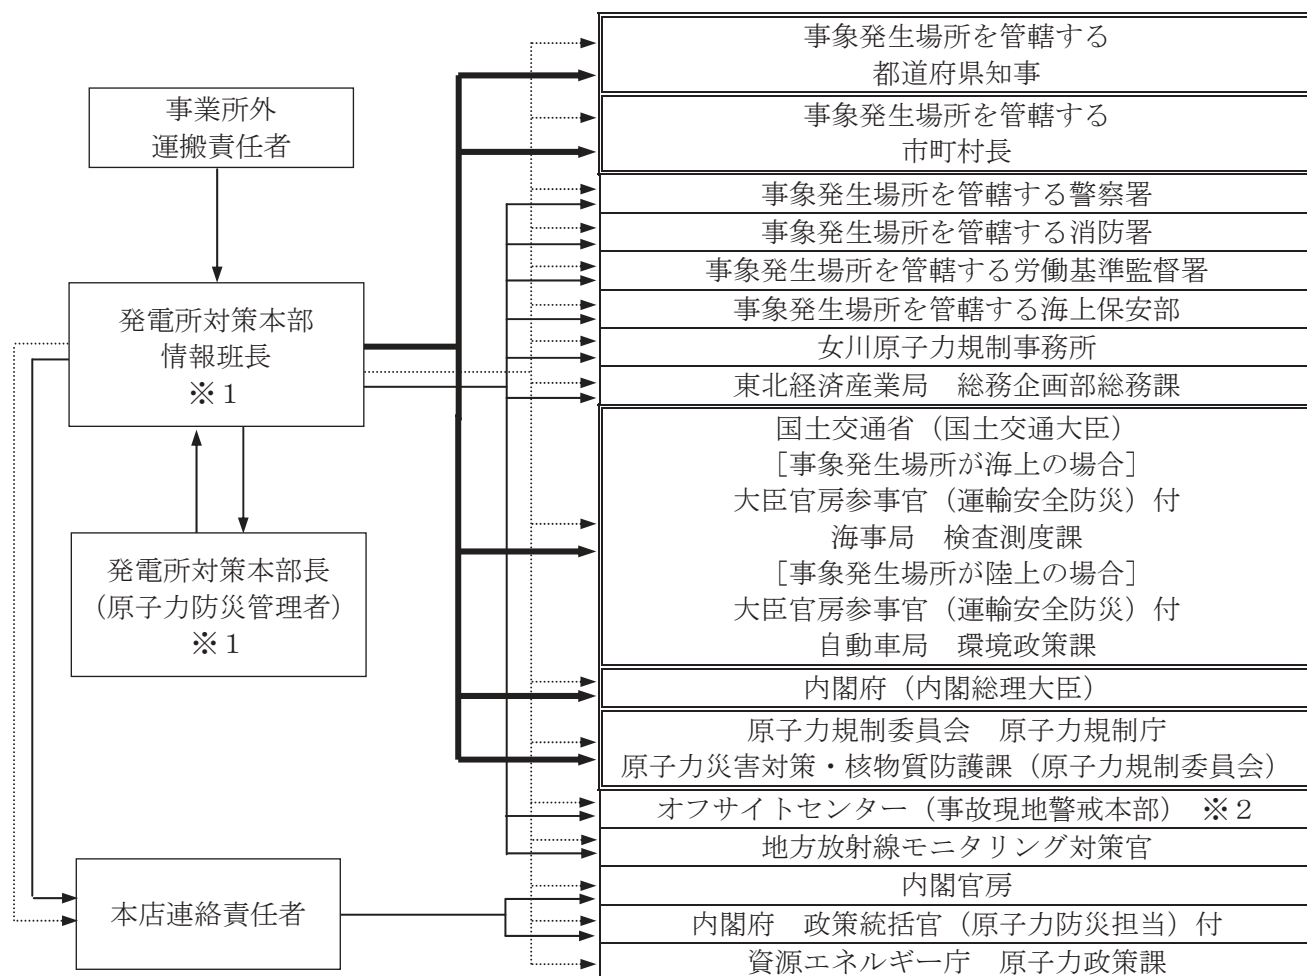 事業所外
運搬責任者
発電所対策本部
情報班長
※１
発電所対策本部長
（原子力防災管理者）
※１
本店連絡責任者
事象発生場所を管轄する
都道府県知事
事象発生場所を管轄する
市町村長
事象発生場所を管轄する警察署
事象発生場所を管轄する消防署
事象発生場所を管轄する労働基準監督署
事象発生場所を管轄する海上保安部
女川原子力規制事務所
東北経済産業局　総務企画部総務課
国土交通省（国土交通大臣）
［事象発生場所が海上の場合］
大臣官房参事官（運輸安全防災）付
海事局　検査測度課
［事象発生場所が陸上の場合］
大臣官房参事官（運輸安全防災）付
自動車局　環境政策課
内閣府（内閣総理大臣）
原子力規制委員会　原子力規制庁
原子力災害対策・核物質防護課（原子力規制委員会）
オフサイトセンター（事故現地警戒本部）　※２
地方放射線モニタリング対策官
内閣官房
内閣府　政策統括官（原子力防災担当）付
資源エネルギー庁　原子力政策課